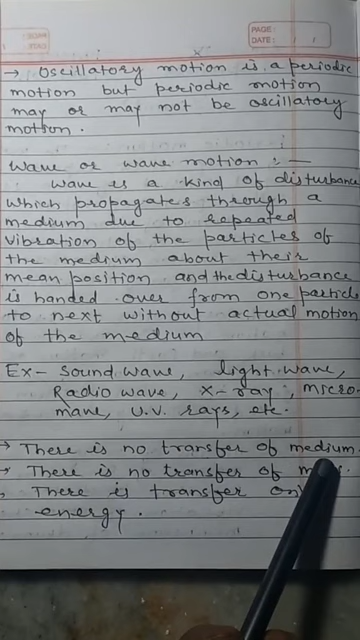 PAGE:
DATE: / /
→ Oscillatory motion is a periodic
motion but periodic motion
may or may not be oscillatory
motion.
Wave or wave motion : —
Wave is a kind of disturbance
which propagates through a
medium due to repeated
vibration of the particles of
the medium about their
mean position and the disturbance
is handed over from one particle
to next without actual motion
of the medium
Ex- Sound wave, light wave,
Radio wave, x-ray, micro-
mane, U.V. rays, etc.
→ There is no transfer of medium.
→ There is no transfer of
There is transfer
energy.